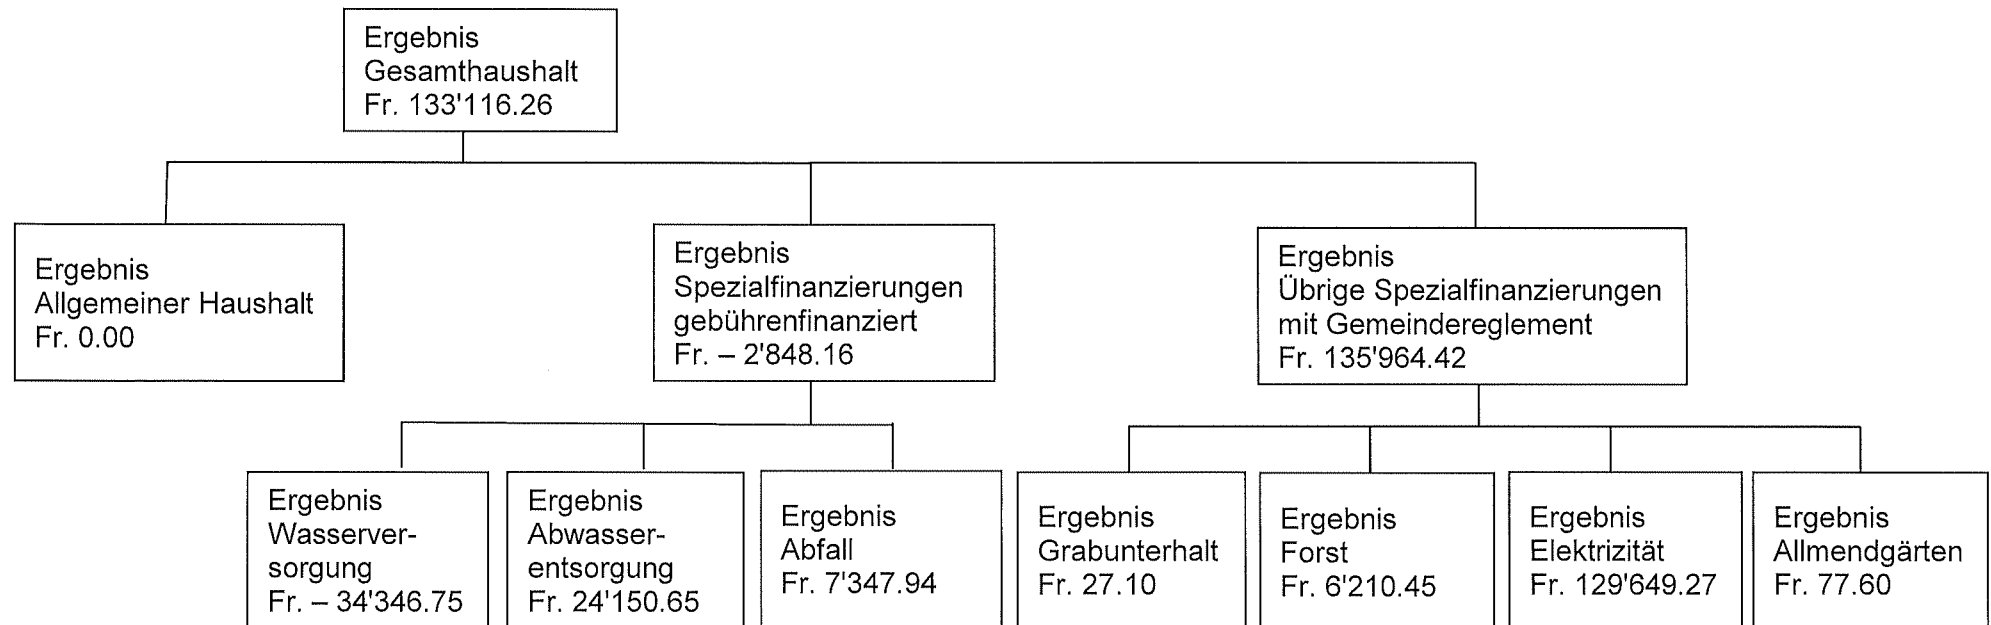 Ergebnis
Gesamthaushalt
Fr. 133'116.26
Ergebnis
Allgemeiner Haushalt
Fr. 0.00
Ergebnis
Spezialfinanzierungen
gebührenfinanziert
Fr. – 2'848.16
Ergebnis
Übrige Spezialfinanzierungen
mit Gemeindereglement
Fr. 135'964.42
Ergebnis
Wasserver-
sorgung
Fr. – 34'346.75
Ergebnis
Abwasser-
entsorgung
Fr. 24'150.65
Ergebnis
Abfall
Fr. 7'347.94
Ergebnis
Grabunterhalt
Fr. 27.10
Ergebnis
Forst
Fr. 6'210.45
Ergebnis
Elektrizität
Fr. 129'649.27
Ergebnis
Allmendgärten
Fr. 77.60